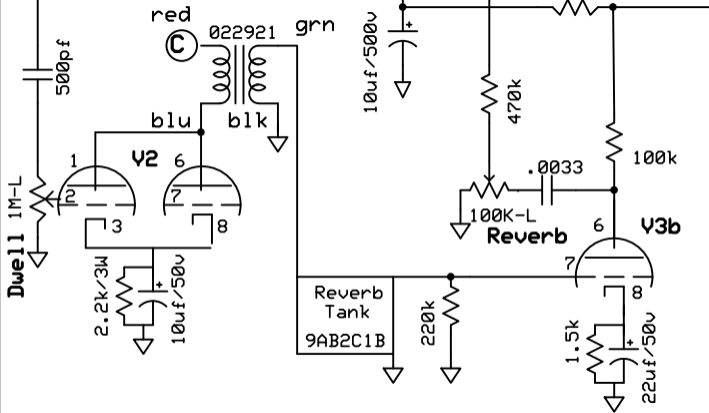 red
C
022921
grn
500pf
blu
blk
10uf/500v
470k
1
V2
6
2
7
3
8
Dwell 1M-L
2.2k/3W
10uf/50v
Reverb
Tank
9AB2C1B
220k
.0033
100k
100K-L
Reverb
6
V3b
7
8
1.5k
22uf/50v